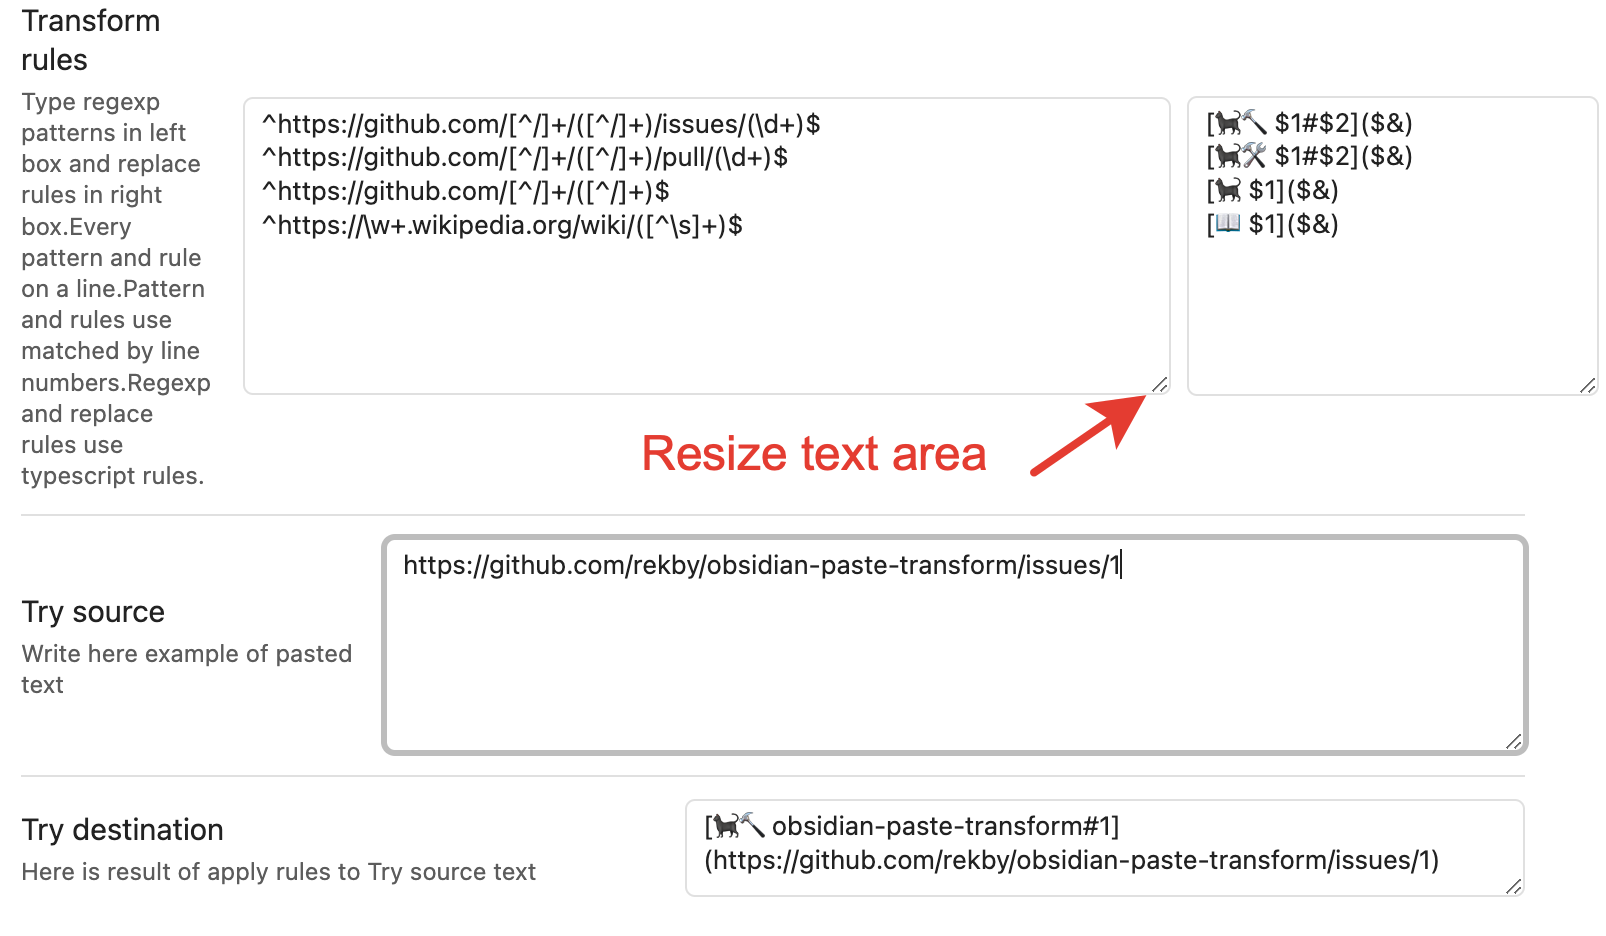 Transform
rules
Type regexp
patterns in left
box and replace
rules in right
box.Every
pattern and rule
on a line.Pattern
and rules use
matched by line
numbers.Regexp
and replace
rules use
typescript rules.
^https://github.com/[^/]+/([^/]+)/issues/(\d+)$
^https://github.com/[^/]+/([^/]+)/pull/(\d+)$
^https://github.com/[^/]+/([^/]+)$
^https://\w+.wikipedia.org/wiki/([^\s]+)$
[🐈‍⬛🔨 $1#$2]($&)
[🐈‍⬛🛠 $1#$2]($&)
[🐈‍⬛ $1]($&)
[📖 $1]($&)
Resize text area
Try source
Write here example of pasted
text
https://github.com/rekby/obsidian-paste-transform/issues/1
Try destination
Here is result of apply rules to Try source text
[🐈‍⬛🔨 obsidian-paste-transform#1]
(https://github.com/rekby/obsidian-paste-transform/issues/1)